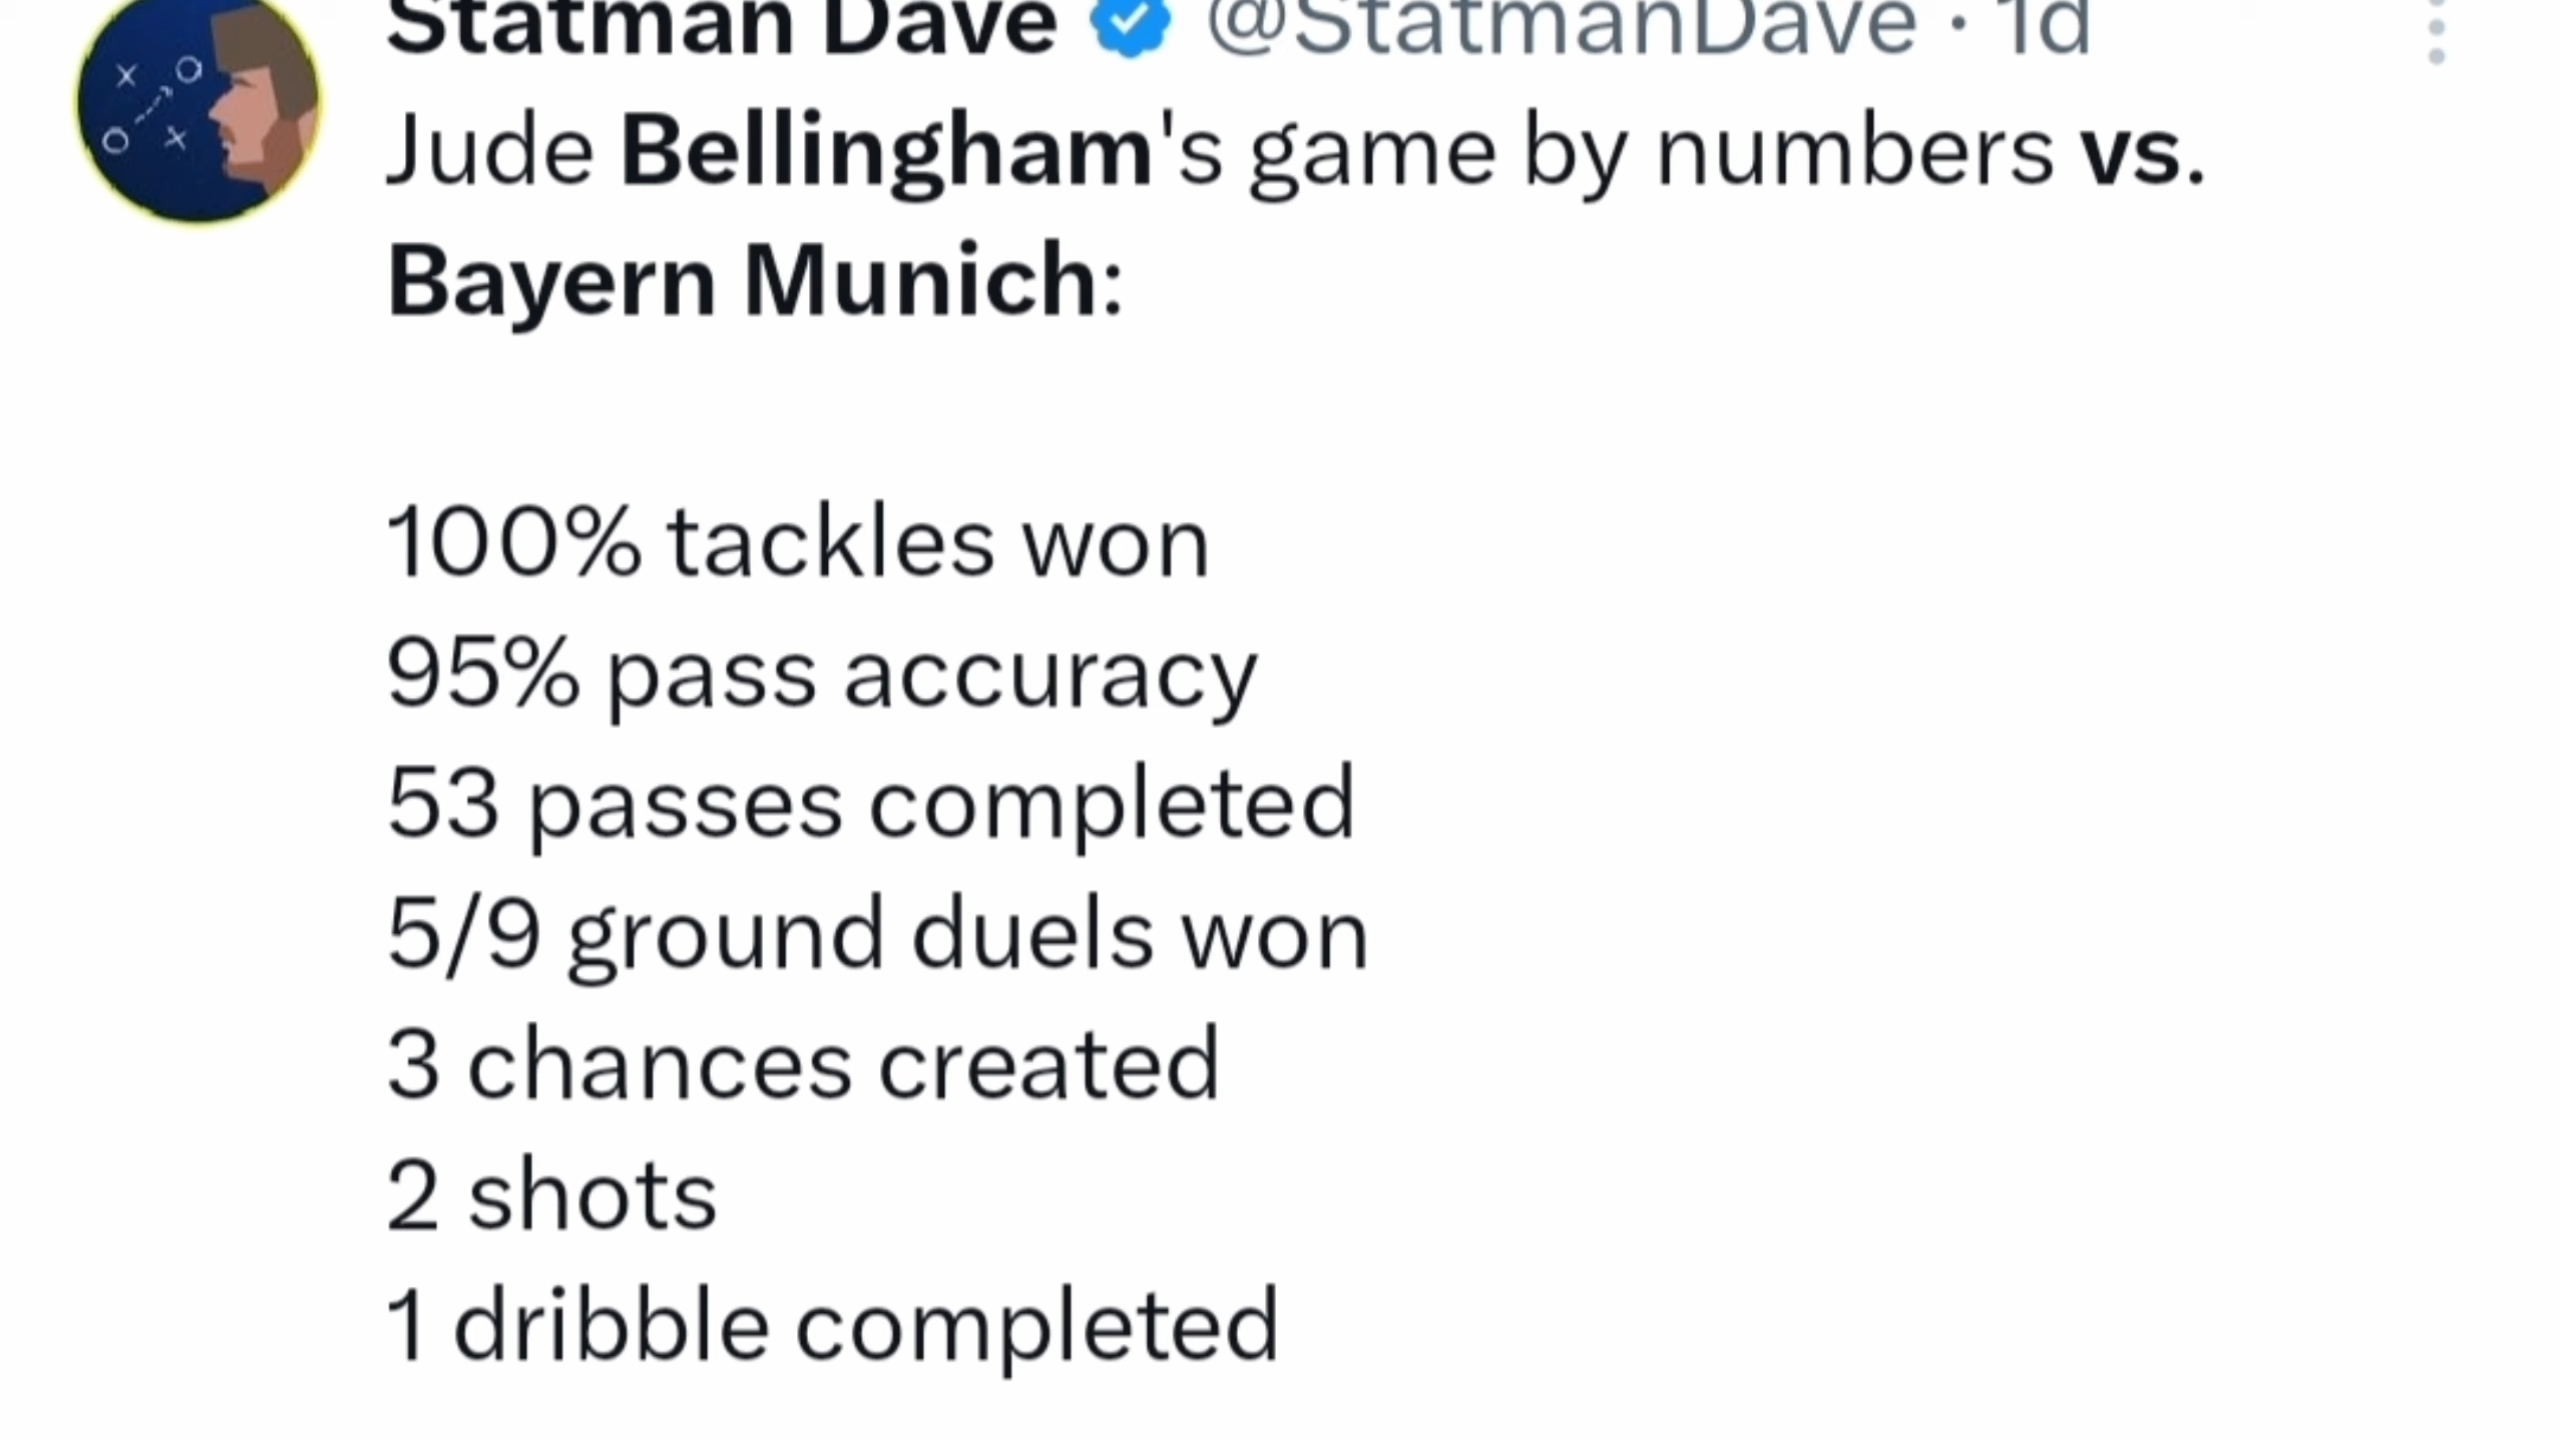 Statman Dave @StatmanDave · 1d
Jude Bellingham's game by numbers vs.
Bayern Munich:
100% tackles won
95% pass accuracy
53 passes completed
5/9 ground duels won
3 chances created
2 shots
1 dribble completed